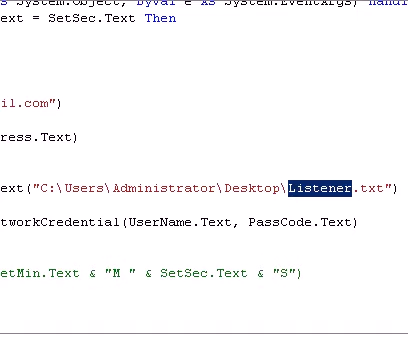 s System.Object, ByVal e As System.EventArgs) Handl
ext = SetSec.Text Then
il.com")
ress.Text)
ext("C:\Users\Administrator\Desktop\Listener.txt")
tworkCredential(UserName.Text, PassCode.Text)
etMin.Text & "M " & SetSec.Text & "S")